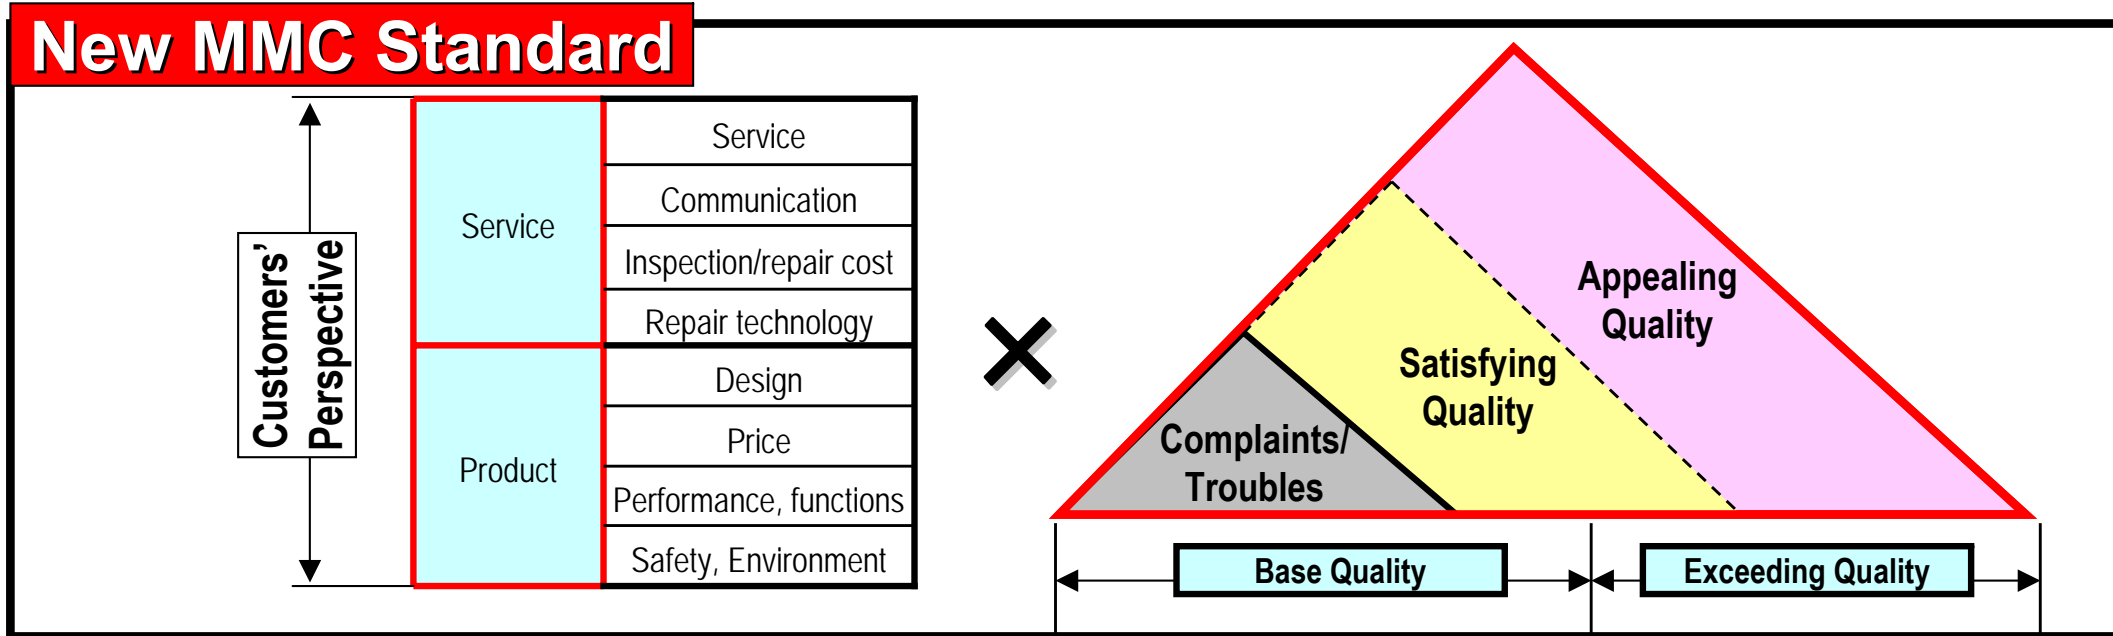 New MMC Standard
Customers'
Perspective
Service
Service
Communication
Inspection/repair cost
Repair technology
Product
Design
Price
Performance, functions
Safety, Environment
×
Appealing
Quality
Satisfying
Quality
Complaints/
Troubles
Base Quality
Exceeding Quality